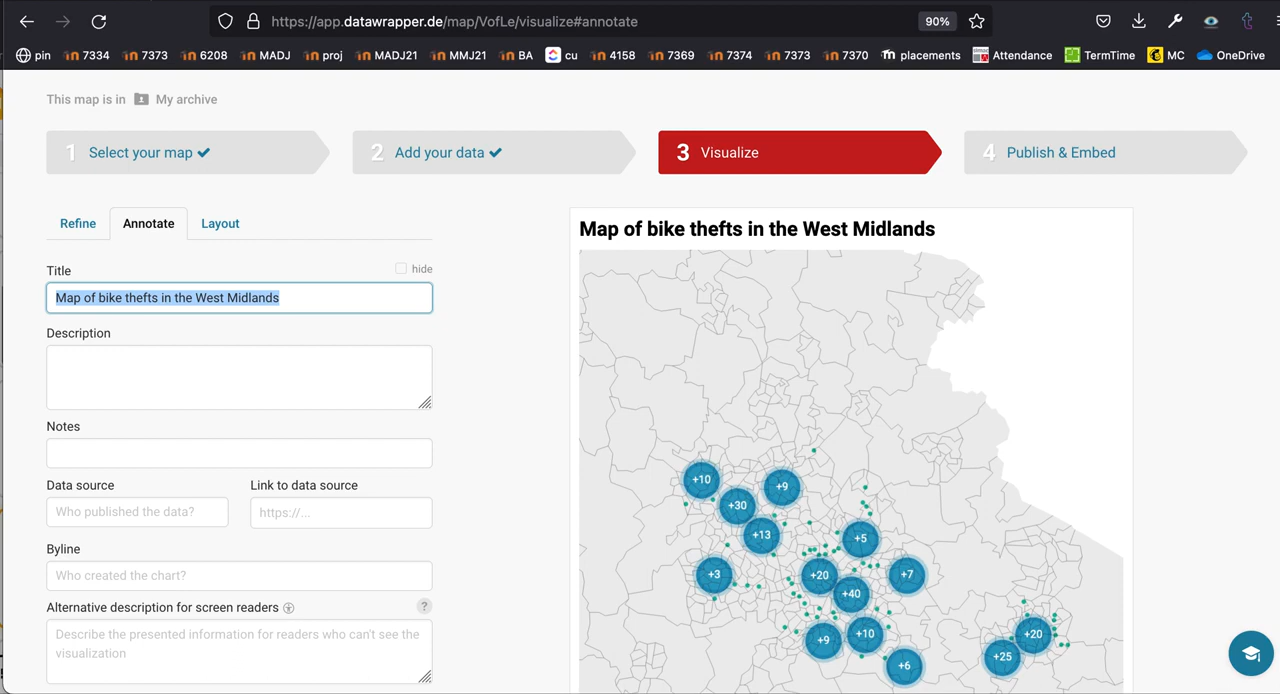 https://app.datawrapper.de/map/VofLe/visualize#annotate
90%
pin 7334 7373 6208 MADJ proj MADJ21 MMJ21 BA cu 4158 7369 7374 7373 7370 placements Attendance TermTime MC OneDrive
This map is in My archive
1 Select your map
2 Add your data
3 Visualize
4 Publish & Embed
Refine Annotate Layout
Title
hide
Map of bike thefts in the West Midlands
Description
Notes
Data source
Link to data source
Who published the data?
https://...
Byline
Who created the chart?
Alternative description for screen readers
?
Describe the presented information for readers who can't see the
visualization
Map of bike thefts in the West Midlands
+10
+9
+30
+13
+5
+3
+20
+7
+40
+9
+10
+20
+25
+6